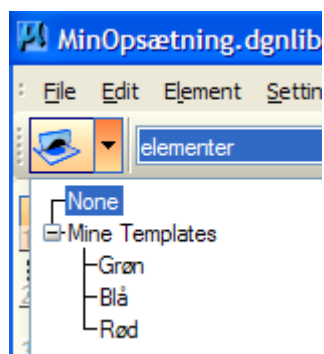 MinOpsætning.dgnlib
File Edit Element Settin
elementer
None
Mine Templates
Grøn
Blå
Rød